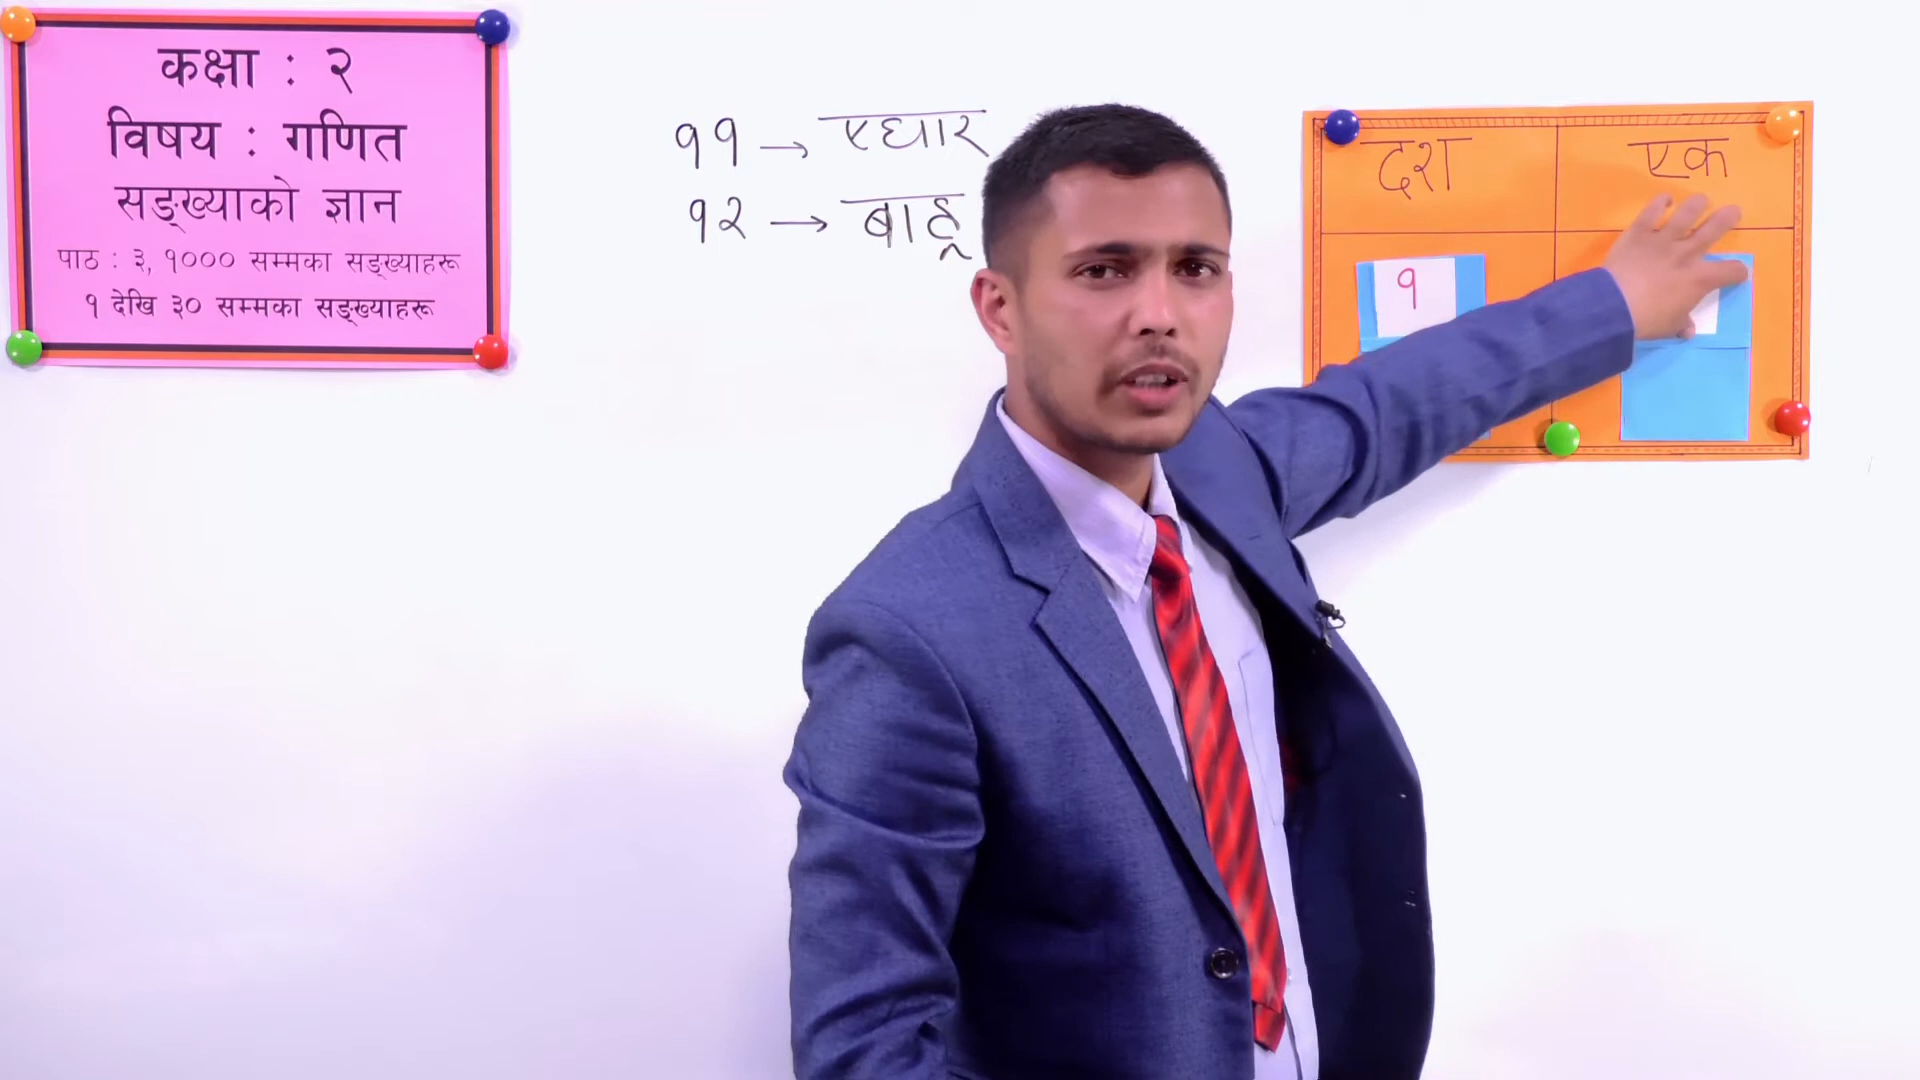 कक्षा : २
विषय : गणित
सङ्ख्याको ज्ञान
पाठ : ३, १००० सम्मका सङ्ख्याहरू
१ देखि ३० सम्मका सङ्ख्याहरू
११ → एघार
१२ → बाह्र
दश एक
१